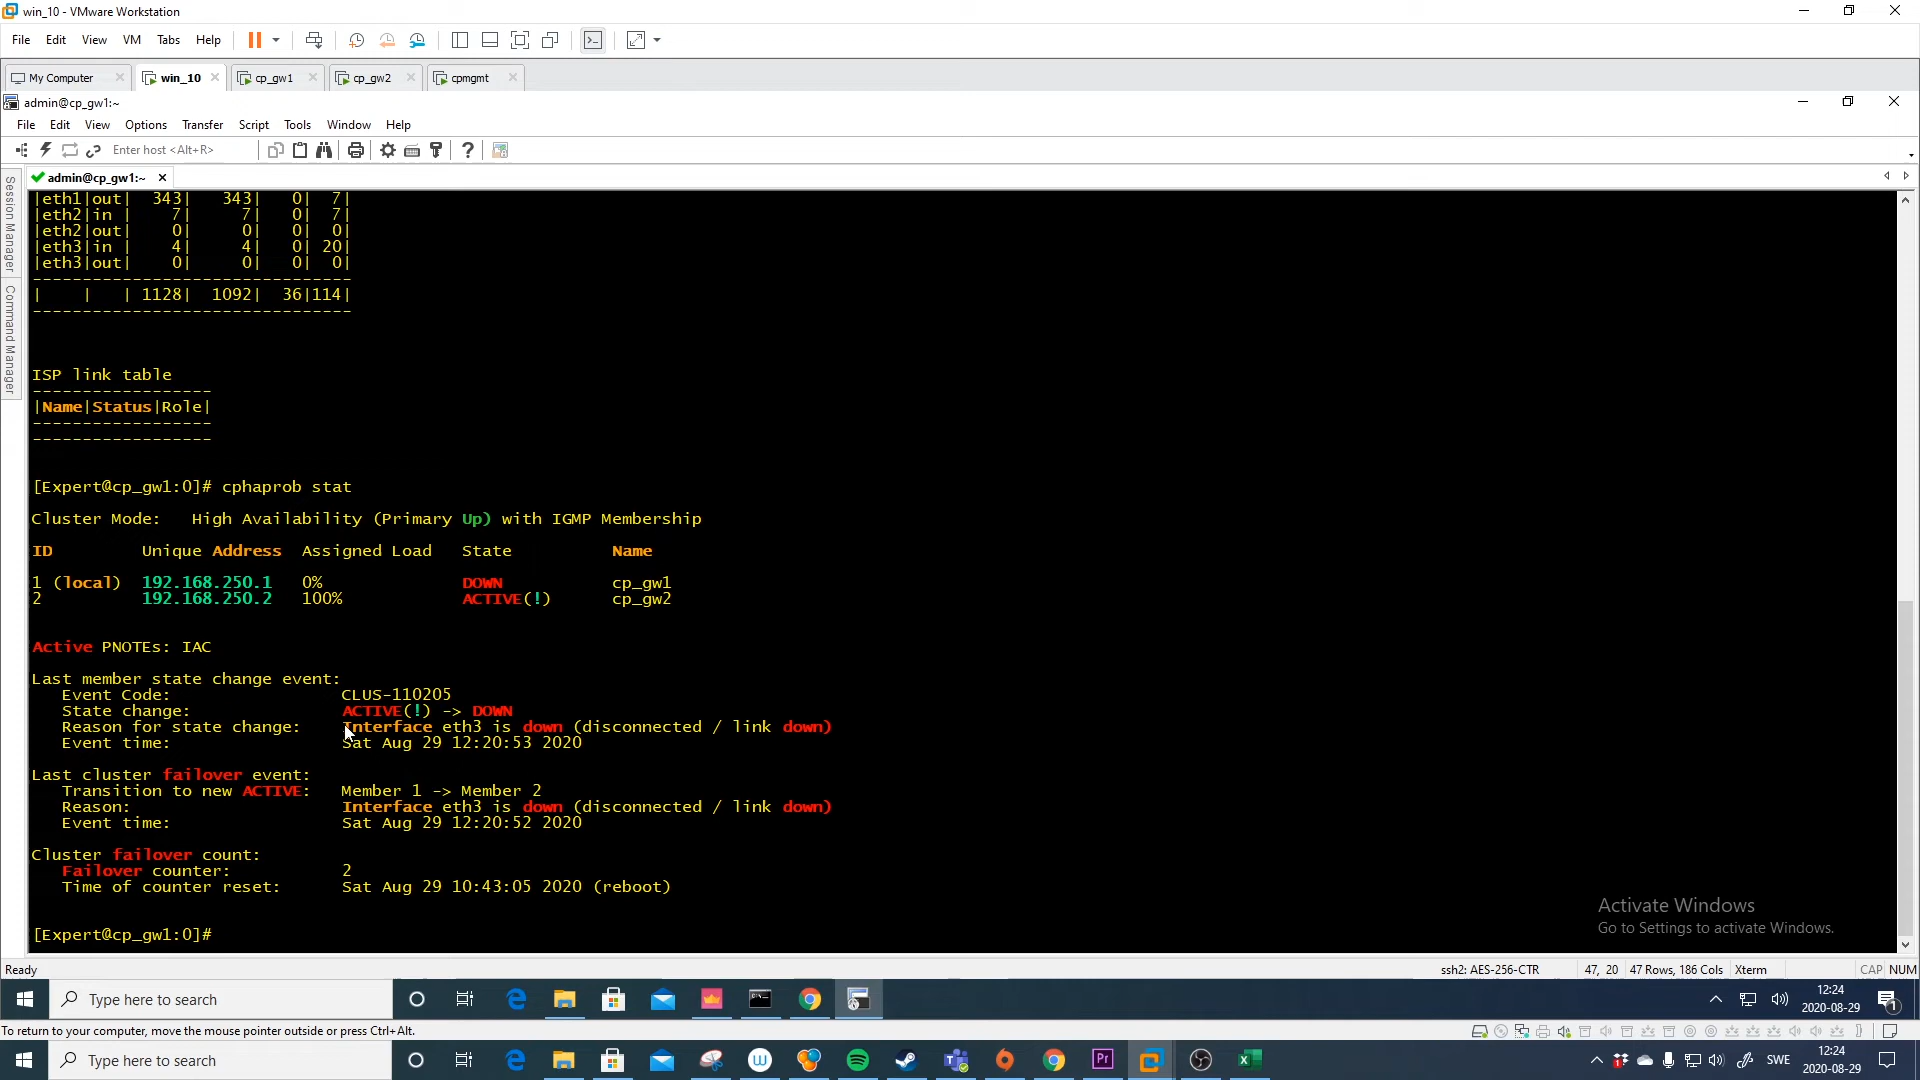 win_10 - VMware Workstation
File Edit View VM Tabs Help
My Computer win_10 cp_gw1 cp_gw2 cpmgmt
admin@cp_gw1:~
File Edit View Options Transfer Script Tools Window Help
Enter host <Alt+R>
admin@cp_gw1:~
Session Manager
Command Manager
|eth1|out| 343| 343| 0| 7|
|eth2|in | 7| 7| 0| 7|
|eth2|out| 0| 0| 0| 0|
|eth3|in | 4| 4| 0| 20|
|eth3|out| 0| 0| 0| 0|
--------------------------------
| | | 1128| 1092| 36|114|
--------------------------------
ISP link table
------------------
|Name|Status|Role|
------------------
------------------
[Expert@cp_gw1:0]# cphaprob stat
Cluster Mode: High Availability (Primary Up) with IGMP Membership
ID Unique Address Assigned Load State Name
1 (local) 192.168.250.1 0% DOWN cp_gw1
2 192.168.250.2 100% ACTIVE(!) cp_gw2
Active PNOTEs: IAC
Last member state change event:
Event Code: CLUS-110205
State change: ACTIVE(!) -> DOWN
Reason for state change: Interface eth3 is down (disconnected / link down)
Event time: Sat Aug 29 12:20:53 2020
Last cluster failover event:
Transition to new ACTIVE: Member 1 -> Member 2
Reason: Interface eth3 is down (disconnected / link down)
Event time: Sat Aug 29 12:20:52 2020
Cluster failover count:
Failover counter: 2
Time of counter reset: Sat Aug 29 10:43:05 2020 (reboot)
[Expert@cp_gw1:0]#
Activate Windows
Go to Settings to activate Windows.
Ready ssh2: AES-256-CTR 47, 20 47 Rows, 186 Cols Xterm CAP NUM
Type here to search 12:24
2020-08-29 1
To return to your computer, move the mouse pointer outside or press Ctrl+Alt.
Type here to search SWE 12:24
2020-08-29